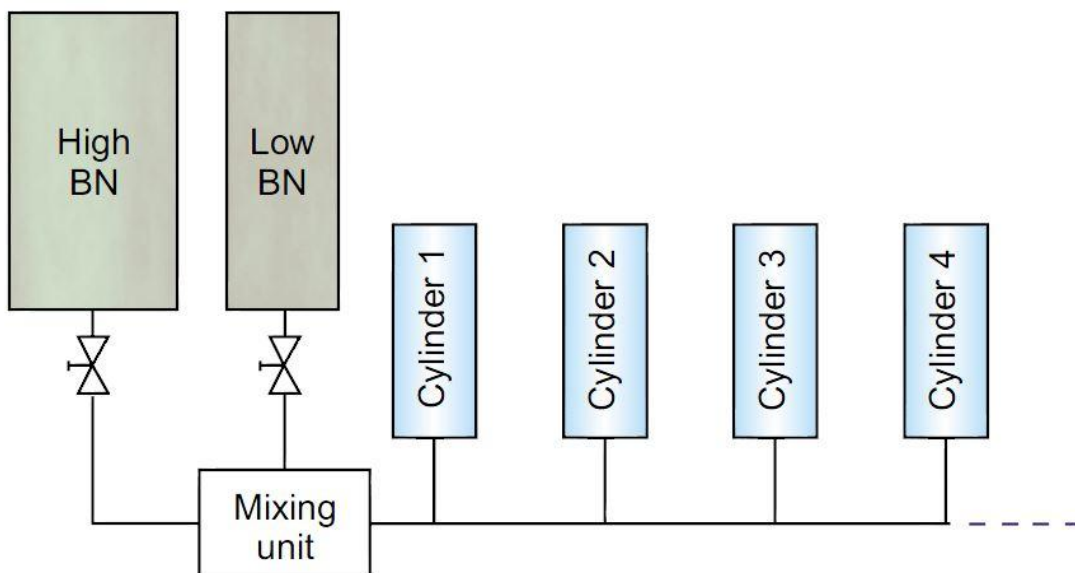 High
BN
Low
BN
Cylinder 1
Cylinder 2
Cylinder 3
Cylinder 4
Mixing
unit